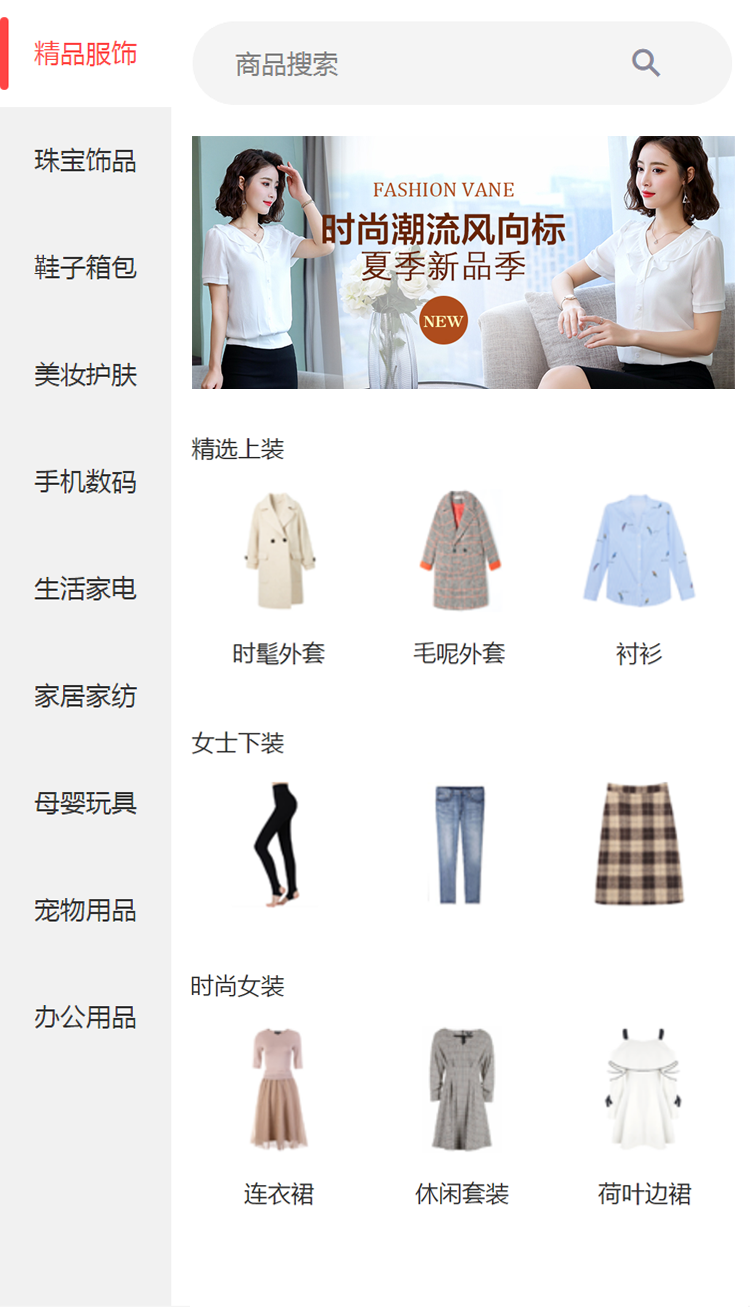 精品服饰
珠宝饰品
鞋子箱包
美妆护肤
手机数码
生活家电
家居家纺
母婴玩具
宠物用品
办公用品
商品搜索
FASHION VANE
时尚潮流风向标
夏季新品季
NEW
精选上装
时髦外套
毛呢外套
衬衫
女士下装
时尚女装
连衣裙
休闲套装
荷叶边裙